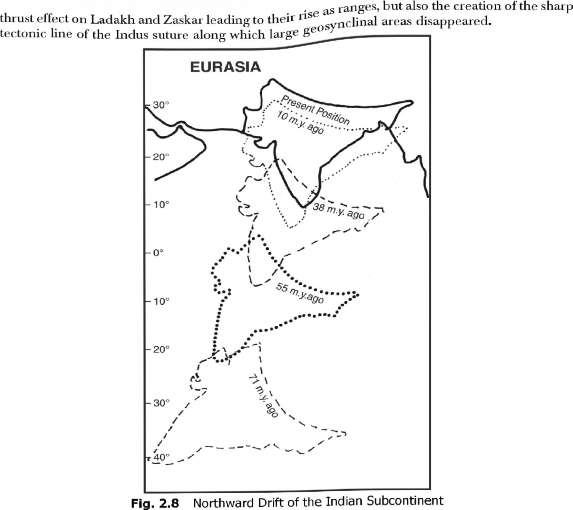 thrust effect on Ladakh and Zaskar leading to their rise as ranges, but also the creation of the sharp
tectonic line of the Indus suture along which large geosynclinal areas disappeared.
EURASIA
30°
Present Position
10 m.y. ago
20°
10°
38 m.y. ago
0°
55 m.y.ago
10°
20°
71 m.y. ago
30°
40°
Fig. 2.8 Northward Drift of the Indian Subcontinent